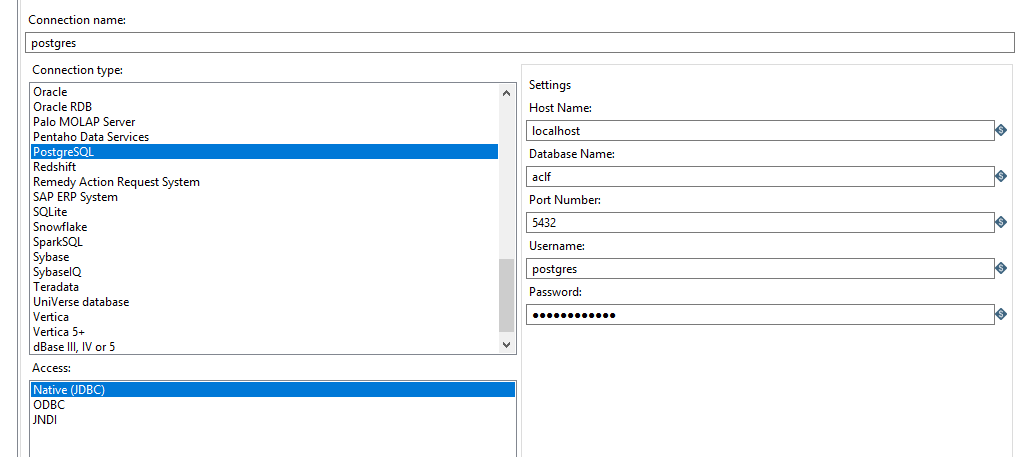 Connection name:
postgres
Connection type:
Oracle
Oracle RDB
Palo MOLAP Server
Pentaho Data Services
PostgreSQL
Redshift
Remedy Action Request System
SAP ERP System
SQLite
Snowflake
SparkSQL
Sybase
SybaseIQ
Teradata
UniVerse database
Vertica
Vertica 5+
dBase III, IV or 5
Access:
Native (JDBC)
ODBC
JNDI
Settings
Host Name:
localhost
Database Name:
aclf
Port Number:
5432
Username:
postgres
Password:
●●●●●●●●●●●●